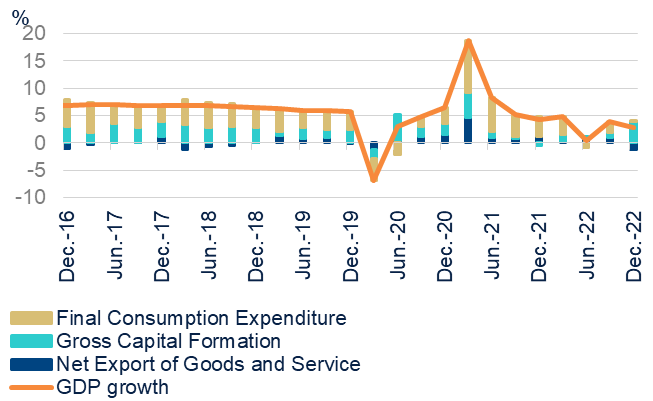 %
20
15
10
5
0
-5
-10
Dec.-16
Jun.-17
Dec.-17
Jun.-18
Dec.-18
Jun.-19
Dec.-19
Jun.-20
Dec.-20
Jun.-21
Dec.-21
Jun.-22
Dec.-22
Final Consumption Expenditure
Gross Capital Formation
Net Export of Goods and Service
GDP growth